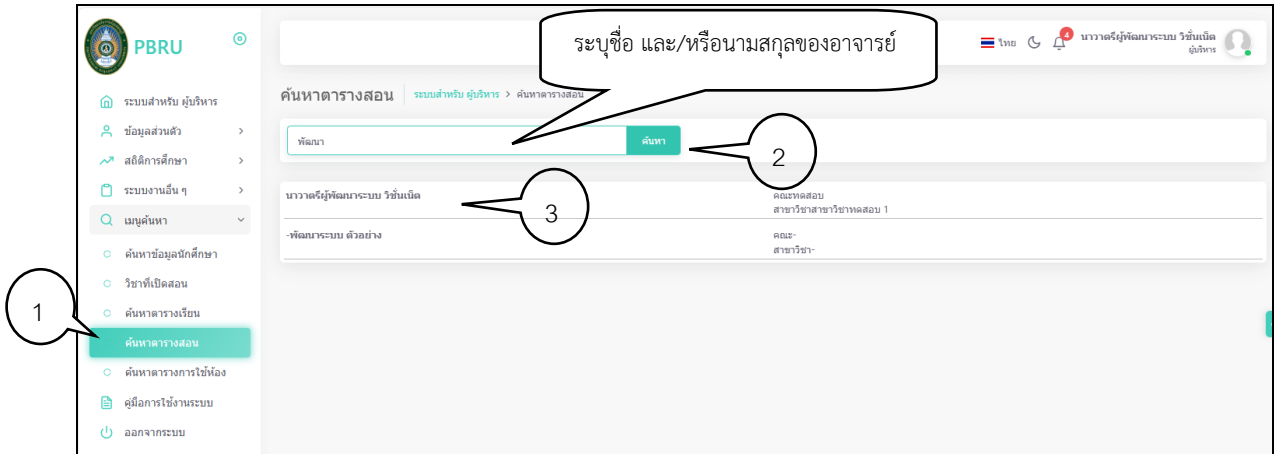 PBRU
ระบุชื่อ และ/หรือนามสกุลของอาจารย์
ไทย
4
นาวาตรีผู้พัฒนาระบบ วิชั่นเน็ต
ผู้บริหาร
ระบบสำหรับ ผู้บริหาร
ข้อมูลส่วนตัว
สถิติการศึกษา
ระบบงานอื่น ๆ
เมนูค้นหา
ค้นหาข้อมูลนักศึกษา
วิชาที่เปิดสอน
ค้นหาตารางเรียน
1
ค้นหาตารางสอน
ค้นหาตารางการใช้ห้อง
คู่มือการใช้งานระบบ
ออกจากระบบ
ค้นหาตารางสอน
ระบบสำหรับ ผู้บริหาร > ค้นหาตารางสอน
พัฒนา
ค้นหา
2
นาวาตรีผู้พัฒนาระบบ วิชั่นเน็ต
3
คณะทดสอบ
สาขาวิชาสาขาวิชาทดสอบ 1
-พัฒนาระบบ ตัวอย่าง
คณะ-
สาขาวิชา-